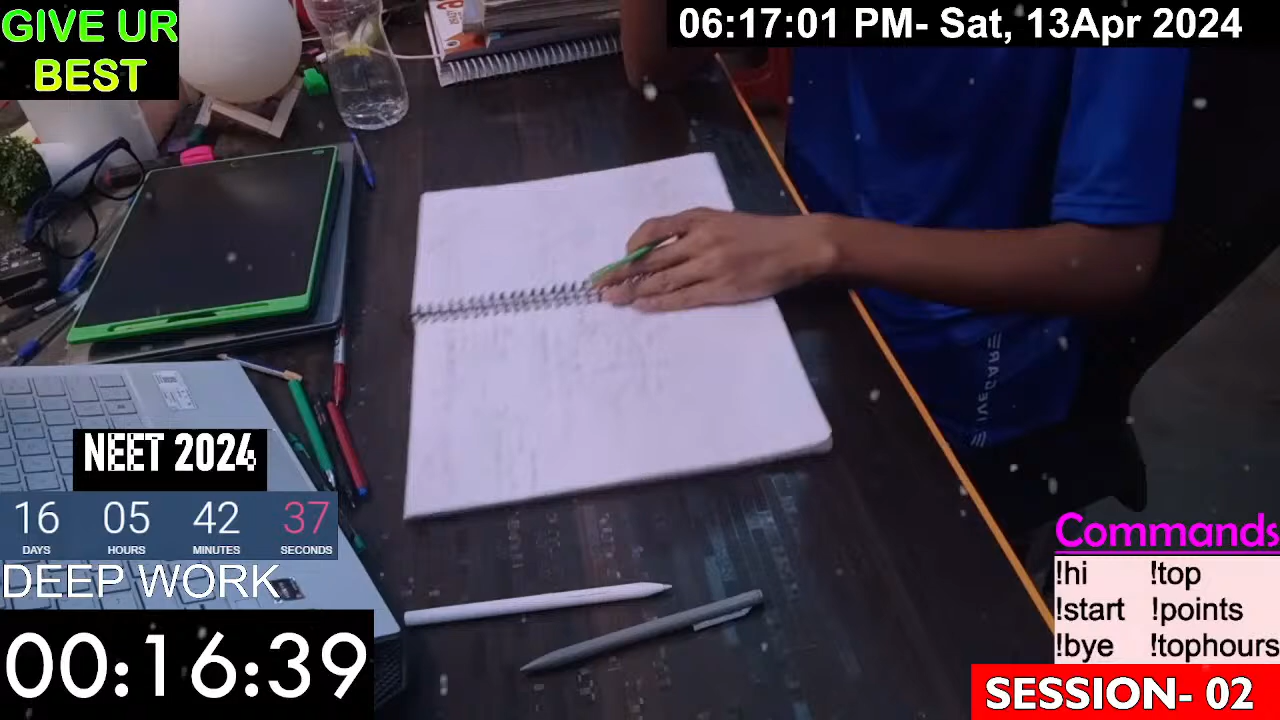 GIVE UR
BEST
06:17:01 PM- Sat, 13Apr 2024
NEET 2024
16 05 42 37
DAYS HOURS MINUTES SECONDS
DEEP WORK
00:16:39
IVEGAR
Commands
!hi !top
!start !points
!bye !tophours
SESSION- 02